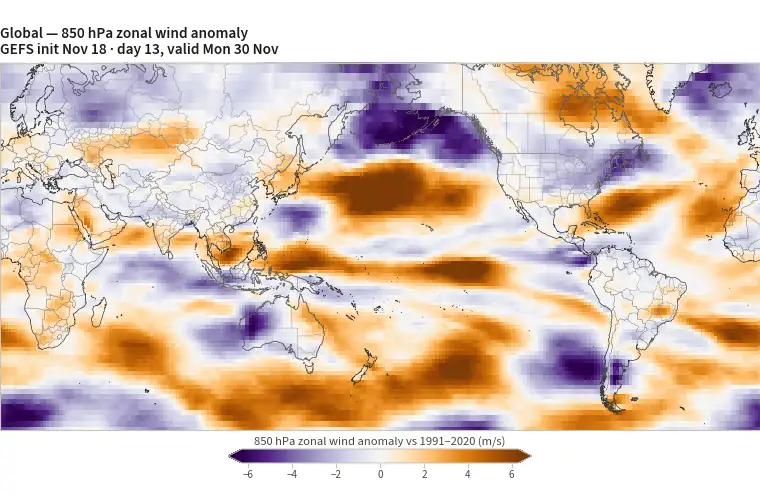 Global — 850 hPa zonal wind anomaly
GEFS init Nov 18 · day 13, valid Mon 30 Nov
850 hPa zonal wind anomaly vs 1991–2020 (m/s)
−6 −4 −2 0 2 4 6